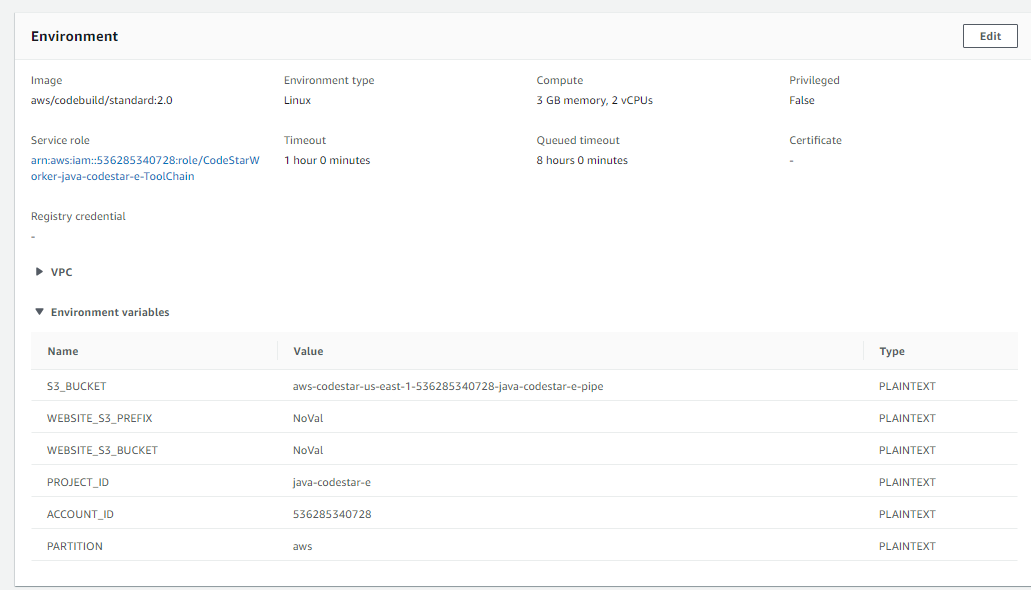 Environment
Edit
Image
Environment type
Compute
Privileged
aws/codebuild/standard:2.0
Linux
3 GB memory, 2 vCPUs
False
Service role
Timeout
Queued timeout
Certificate
arn:aws:iam::536285340728:role/CodeStarW
orker-java-codestar-e-ToolChain
1 hour 0 minutes
8 hours 0 minutes
-
Registry credential
-
VPC
Environment variables
Name Value Type
S3_BUCKET aws-codestar-us-east-1-536285340728-java-codestar-e-pipe PLAINTEXT
WEBSITE_S3_PREFIX NoVal PLAINTEXT
WEBSITE_S3_BUCKET NoVal PLAINTEXT
PROJECT_ID java-codestar-e PLAINTEXT
ACCOUNT_ID 536285340728 PLAINTEXT
PARTITION aws PLAINTEXT